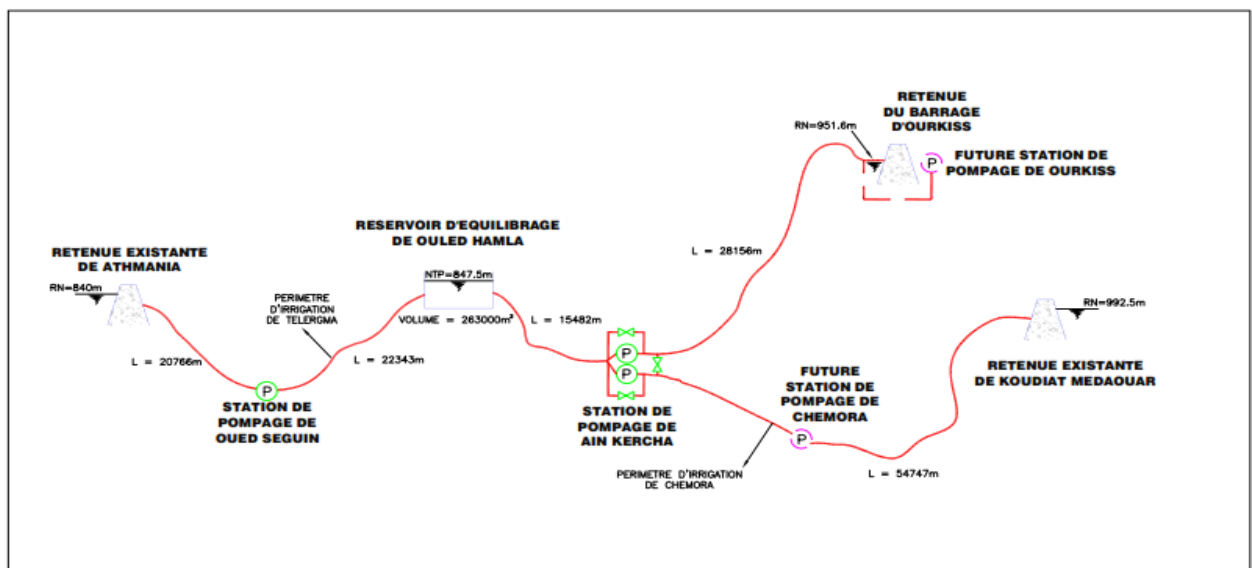 RETENUE
DU BARRAGE
D'OURKISS
RN=951.6m
P
FUTURE STATION DE
POMPAGE DE OURKISS
RESERVOIR D'EQUILIBRAGE
DE OULED HAMLA
RETENUE EXISTANTE
DE ATHMANIA
RN=840m
NTP=847.5m
L = 28156m
PERIMETRE
D'IRRIGATION
DE TELERGMA
VOLUME = 263000m³
L = 15482m
RN=992.5m
L = 20766m
L = 22343m
P
P
P
RETENUE EXISTANTE
DE KOUDIAT MEDAOUAR
FUTURE
STATION DE
POMPAGE DE
CHEMORA
STATION DE
POMPAGE DE
OUED SEGUIN
STATION DE
POMPAGE DE
AIN KERCHA
P
PERIMETRE D'IRRIGATION
DE CHEMORA
L = 54747m